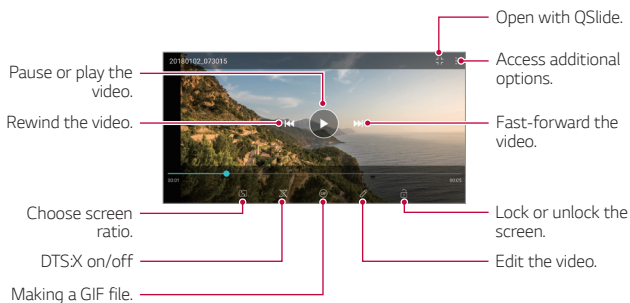 Open with QSlide.
20180102_073015
Access additional
options.
Pause or play the
video.
Rewind the video.
Fast-forward the
video.
00:01
Choose screen
ratio.
Lock or unlock the
screen.
DTS:X on/off
Edit the video.
Making a GIF file.